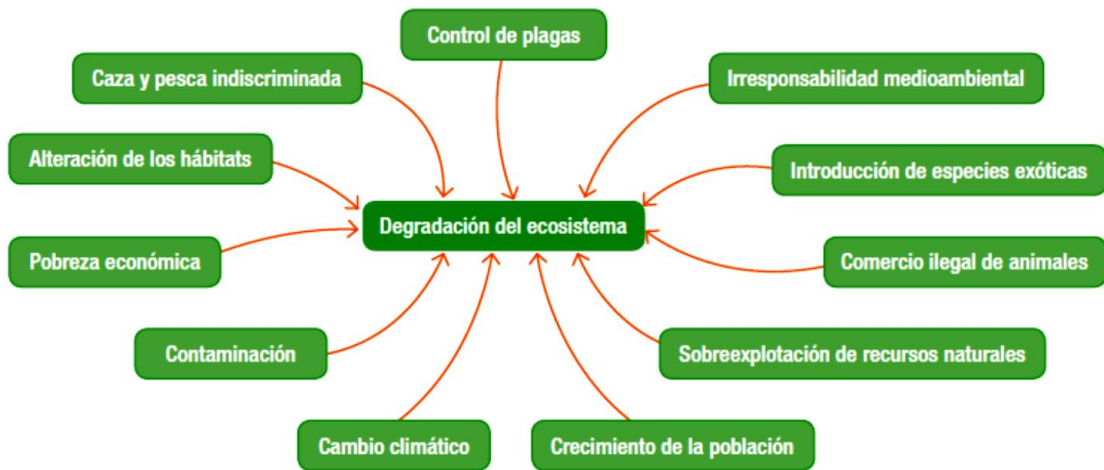 Control de plagas
Caza y pesca indiscriminada
Irresponsabilidad medioambiental
Alteración de los hábitats
Introducción de especies exóticas
Degradación del ecosistema
Pobreza económica
Comercio ilegal de animales
Contaminación
Sobreexplotación de recursos naturales
Cambio climático
Crecimiento de la población